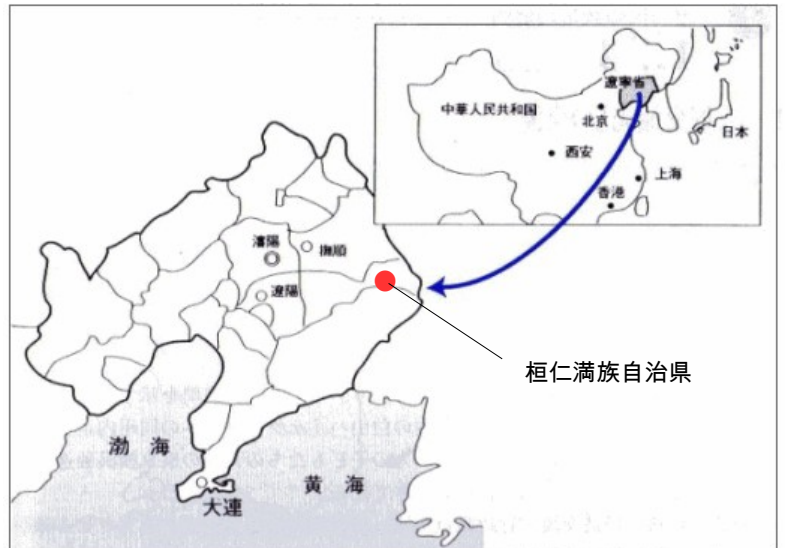 遼寧省
中華人民共和国
北京
日本
西安
上海
香港
瀋陽
撫順
遼陽
桓仁満族自治県
渤海
黄海
大連